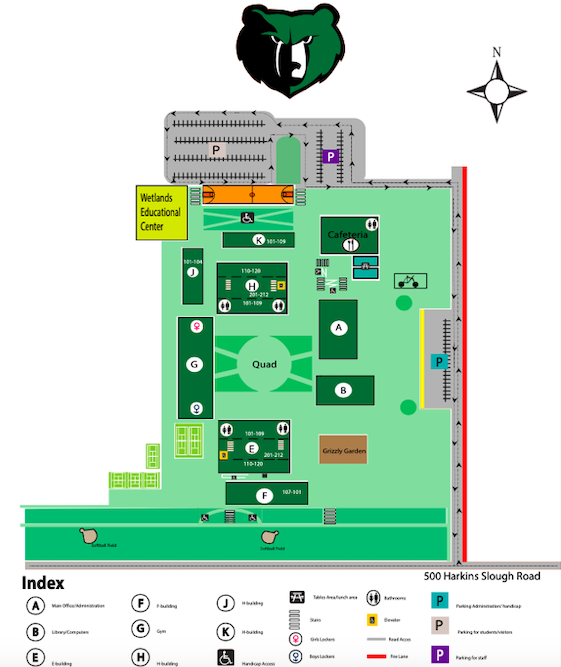 N
P
P
Wetlands
Educational
Center
K 101-109
Cafeteria
101-104
J
110-120
H
201-212
101-109
N
A
G
Quad
P
B
101-109
E
201-212
110-120
Grizzly Garden
F 107-101
Softball Field
Softball Field
Index
500 Harkins Slough Road
A Main Office/Administration
B Library/Computers
E E-building
F F-building
G Gym
H H-building
J H-building
K H-building
Handicap Access
Tables Area/lunch area
Stairs
Girls Lockers
Boys Lockers
Bathrooms
Elevator
Road Acces
Fire Lane
P Parking Administration/ handicap
P Parking for students/visitors
P Parking for staff